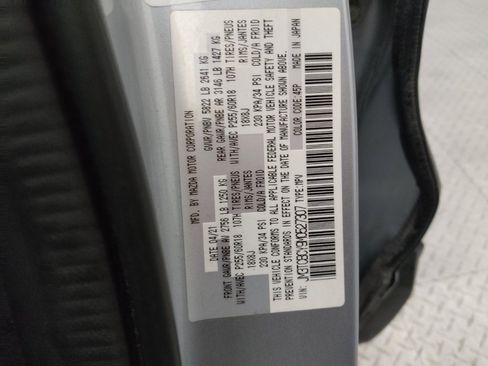 MAZDA MOTOR CORPORATION
DATE: 04/21 GVWR/PNBV 5822 LB 2641 KG
FRONT GAWR/PNBE AV 2756 LB 1250 KG REAR GAWR/PNBE AR 3146 LB 1427 KG
WITH/AVEC P255/60R18 107H TIRES/PNEUS WITH/AVEC P255/60R18 107H TIRES/PNEUS
18X8J RIMS/JANTES 18X8J RIMS/JANTES
230 KPA/34 PSI COLD/A FROID 230 KPA/34 PSI COLD/A FROID
THIS VEHICLE CONFORMS TO ALL APPLICABLE FEDERAL MOTOR VEHICLE SAFETY AND THEFT
PREVENTION STANDARDS IN EFFECT ON THE DATE OF MANUFACTURE SHOWN ABOVE.
VIN: TYPE: MPV COLOR CODE: 45P MADE IN JAPAN